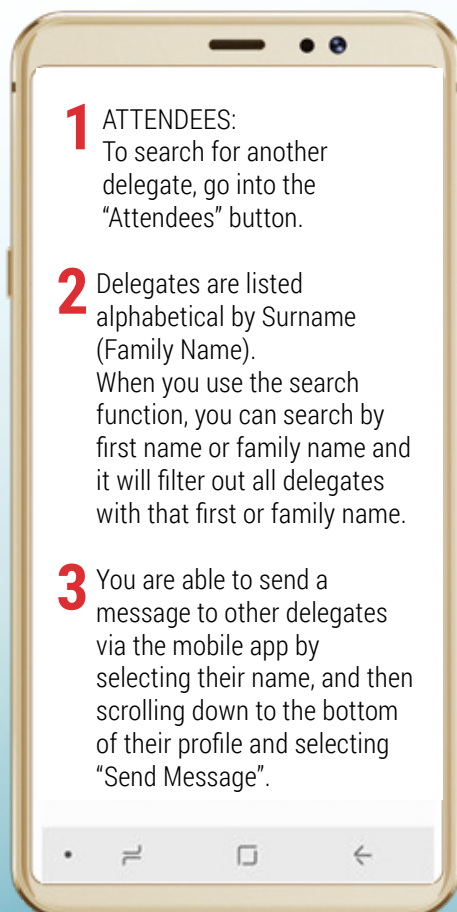 1 ATTENDEES:
To search for another
delegate, go into the
“Attendees” button.
2 Delegates are listed
alphabetical by Surname
(Family Name).
When you use the search
function, you can search by
first name or family name and
it will filter out all delegates
with that first or family name.
3 You are able to send a
message to other delegates
via the mobile app by
selecting their name, and then
scrolling down to the bottom
of their profile and selecting
“Send Message”.